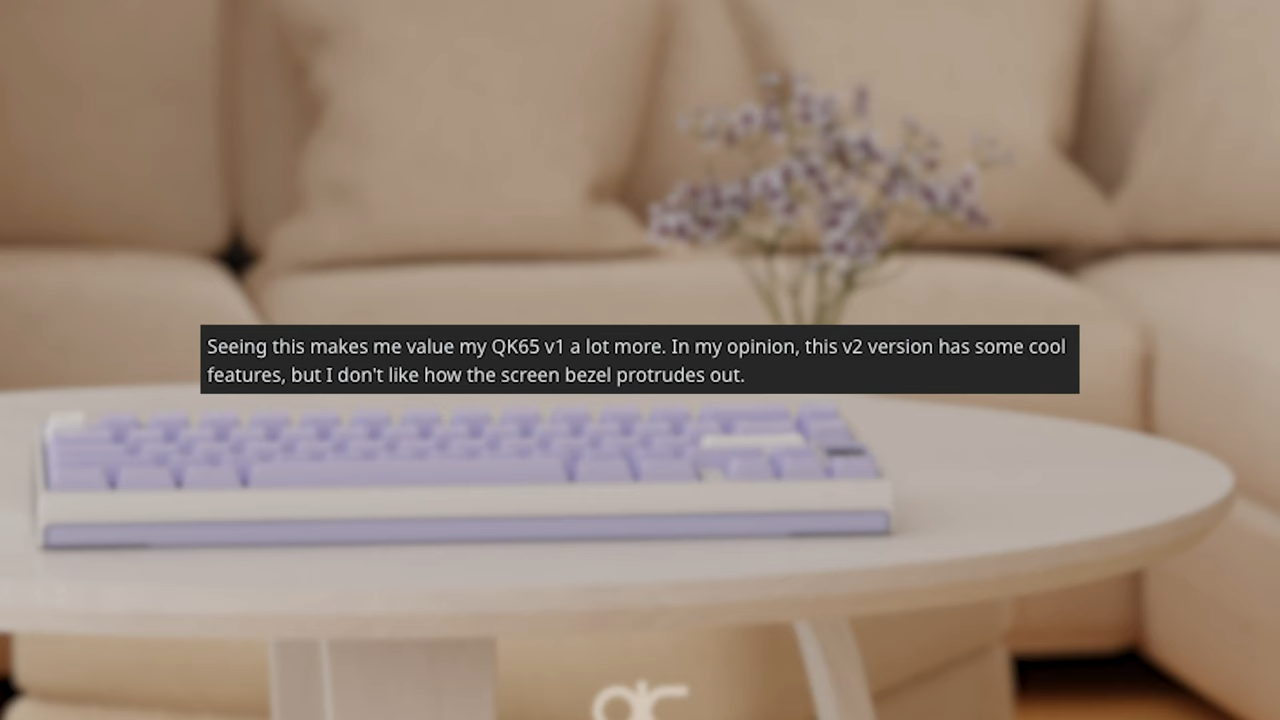 Seeing this makes me value my QK65 v1 a lot more. In my opinion, this v2 version has some cool
features, but I don't like how the screen bezel protrudes out.